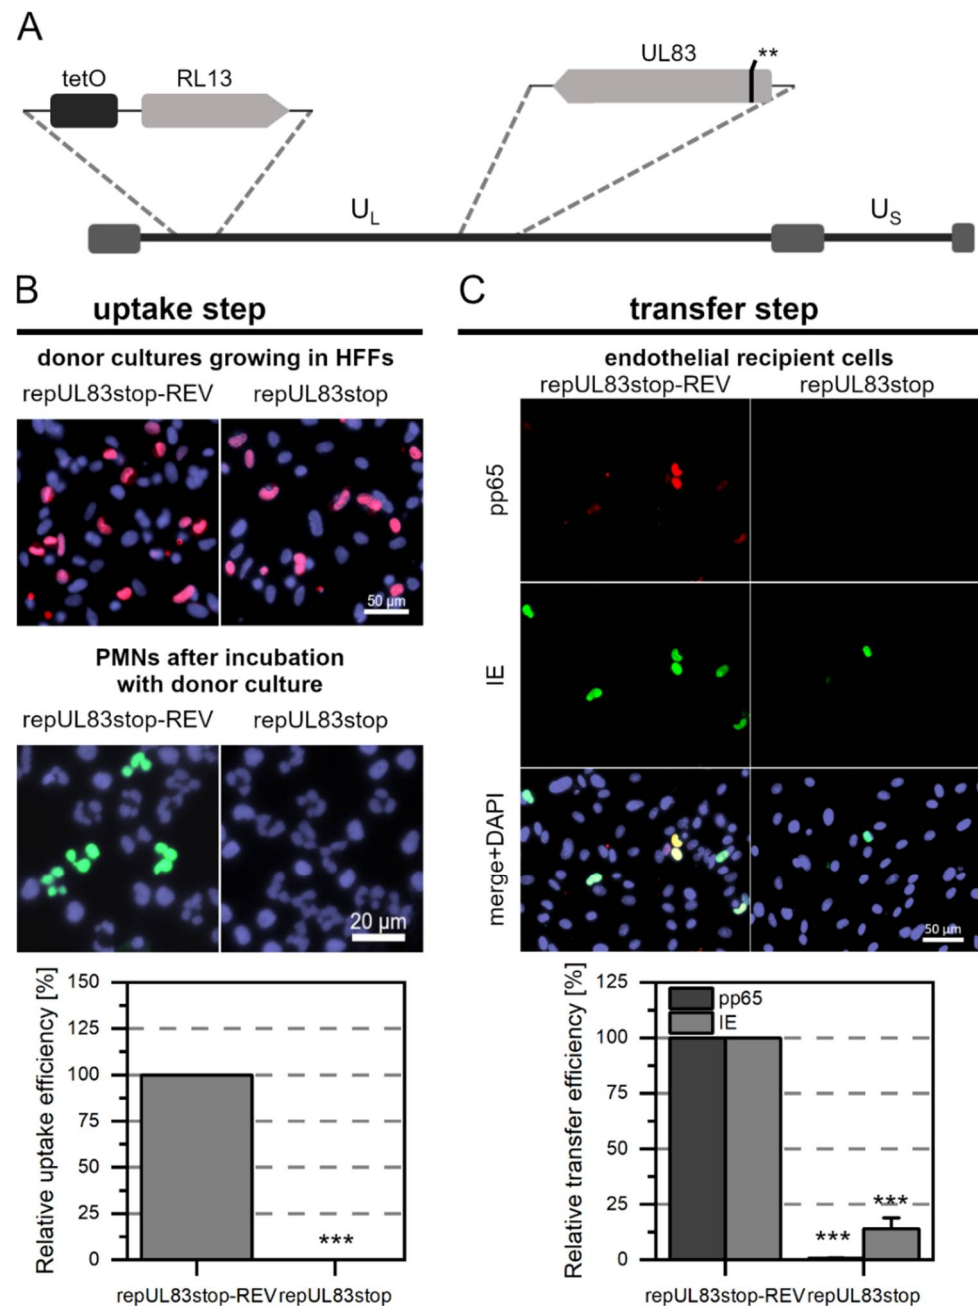 A
tetO
RL13
UL83
**
UL
US
B
uptake step
donor cultures growing in HFFs
repUL83stop-REV repUL83stop
50 µm
PMNs after incubation
with donor culture
repUL83stop-REV repUL83stop
20 µm
Relative uptake efficiency [%]
150
125
100
75
50
25
0
***
repUL83stop-REV repUL83stop
C
transfer step
endothelial recipient cells
repUL83stop-REV repUL83stop
pp65
IE
merge+DAPI
50 µm
Relative transfer efficiency [%]
125
100
75
50
25
0
pp65
IE
***
***
repUL83stop-REV repUL83stop